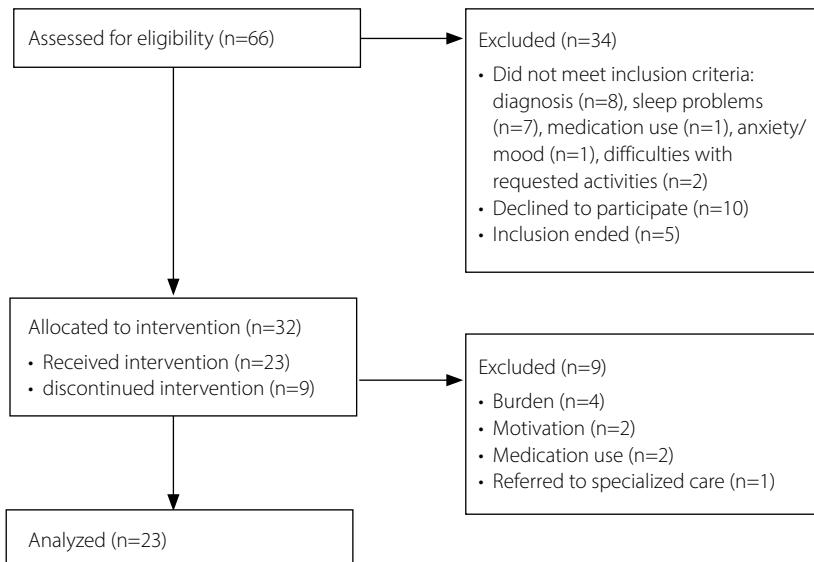 Assessed for eligibility (n=66)
Excluded (n=34)
• Did not meet inclusion criteria:
diagnosis (n=8), sleep problems
(n=7), medication use (n=1), anxiety/
mood (n=1), difficulties with
requested activities (n=2)
• Declined to participate (n=10)
• Inclusion ended (n=5)
Allocated to intervention (n=32)
• Received intervention (n=23)
• discontinued intervention (n=9)
Excluded (n=9)
• Burden (n=4)
• Motivation (n=2)
• Medication use (n=2)
• Referred to specialized care (n=1)
Analyzed (n=23)